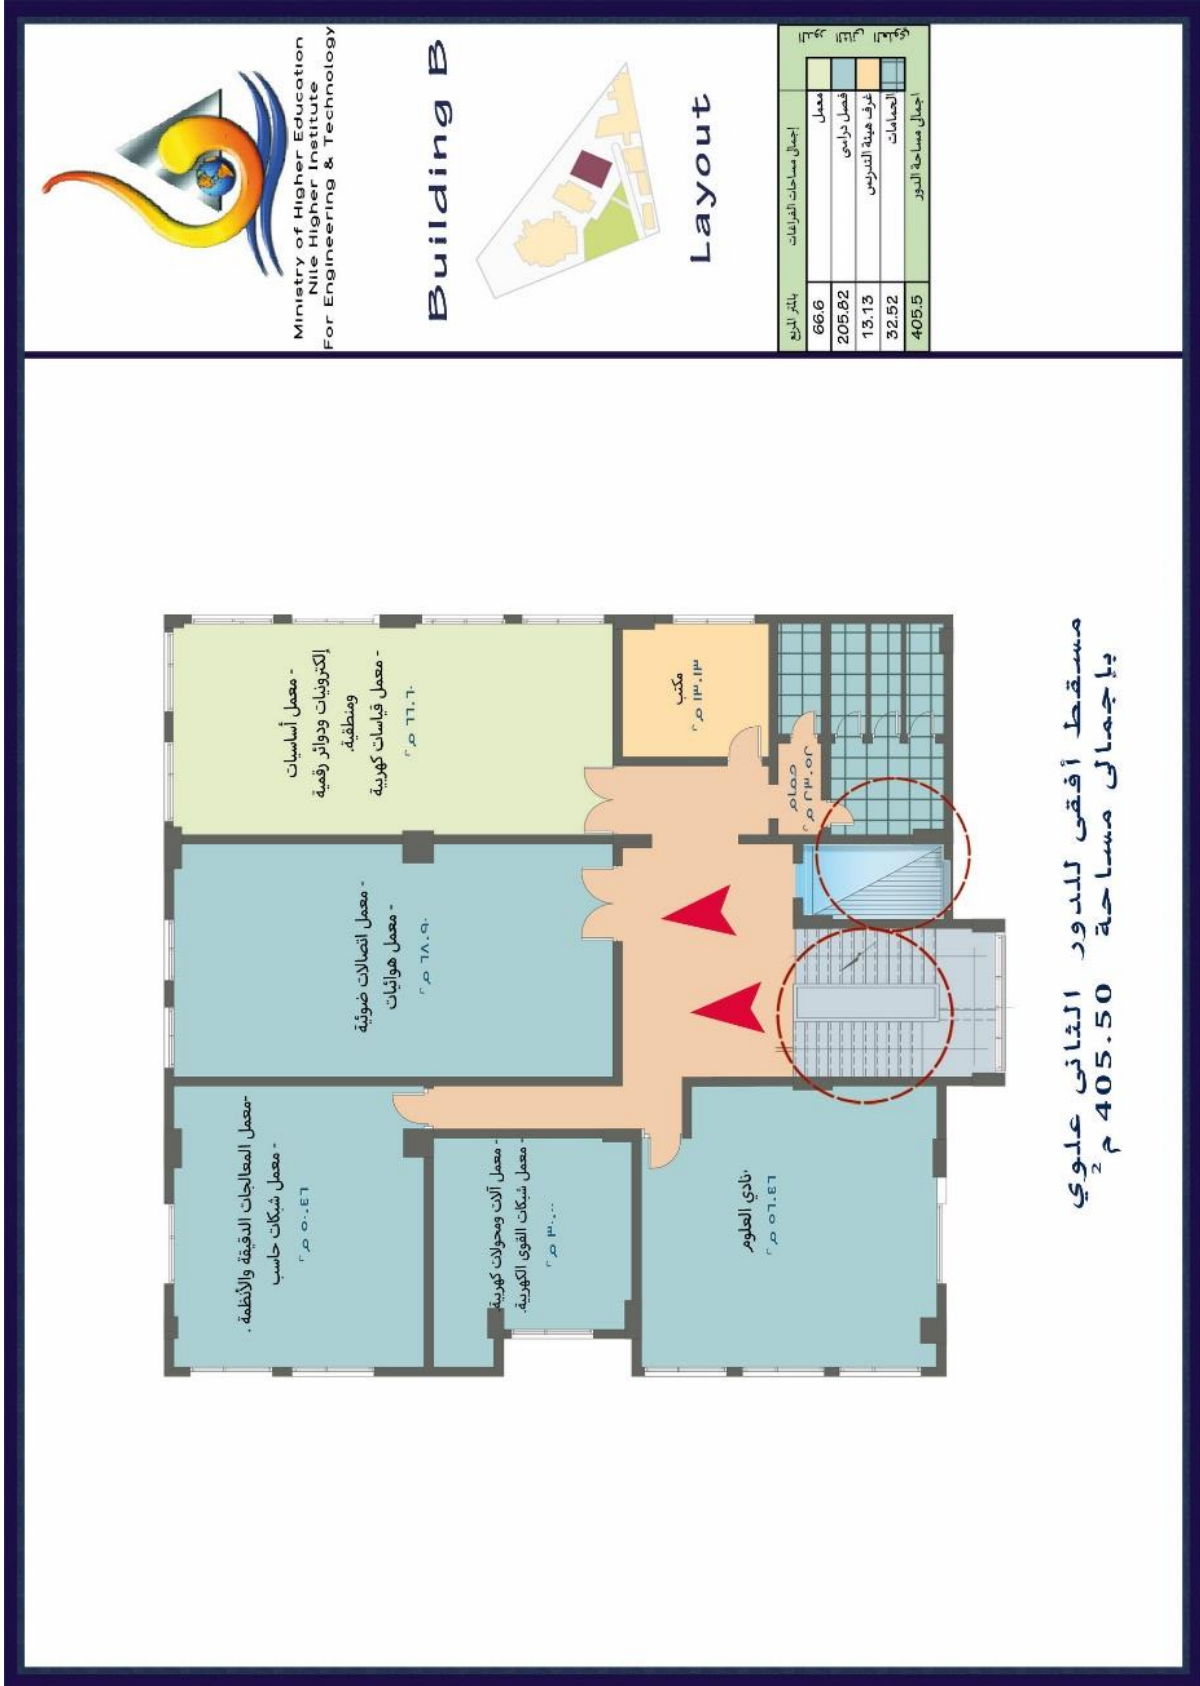 Ministry of Higher Education
Nile Higher Institute
For Engineering & Technology
Building B
Layout
الدور الثانى العلوي
إجمالى مساحات الفراغات بالمتر المربع
معمل 66.6
فصل دراسى 205.82
غرف هيئة التدريس 13.13
الحمامات 32.52
اجمالى مساحة الدور 405.5
- معمل أساسيات
إلكترونيات ودوائر رقمية
ومنطقية.
- معمل قياسات كهربية
٦٦.٦٠ م٢
مكتب
١٣.١٣ م٢
حمام
٢٣.٥٢ م٢
- معمل اتصالات ضوئية
- معمل هوائيات
٦٨.٩٠ م٢
-معمل المعالجات الدقيقة والأنظمة .
- معمل شبكات حاسب
٥٠.٤٦ م٢
- معمل آلات ومحولات كهربية.
- معمل شبكات القوى الكهربية.
٣٠.٠٠ م٢
نادي العلوم
٥٦.٤٦ م٢
مسقط أفقى للدور الثانى علوي
بإجمالى مساحة 405.50 م2